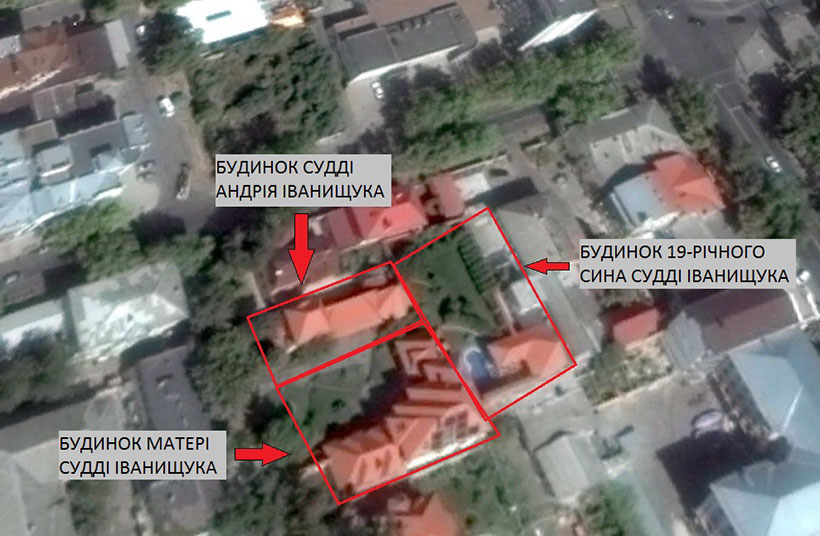 БУДИНОК СУДДІ
АНДРІЯ ІВАНИЩУКА
БУДИНОК 19-РІЧНОГО
СИНА СУДДІ ІВАНИЩУКА
БУДИНОК МАТЕРІ
СУДДІ ІВАНИЩУКА